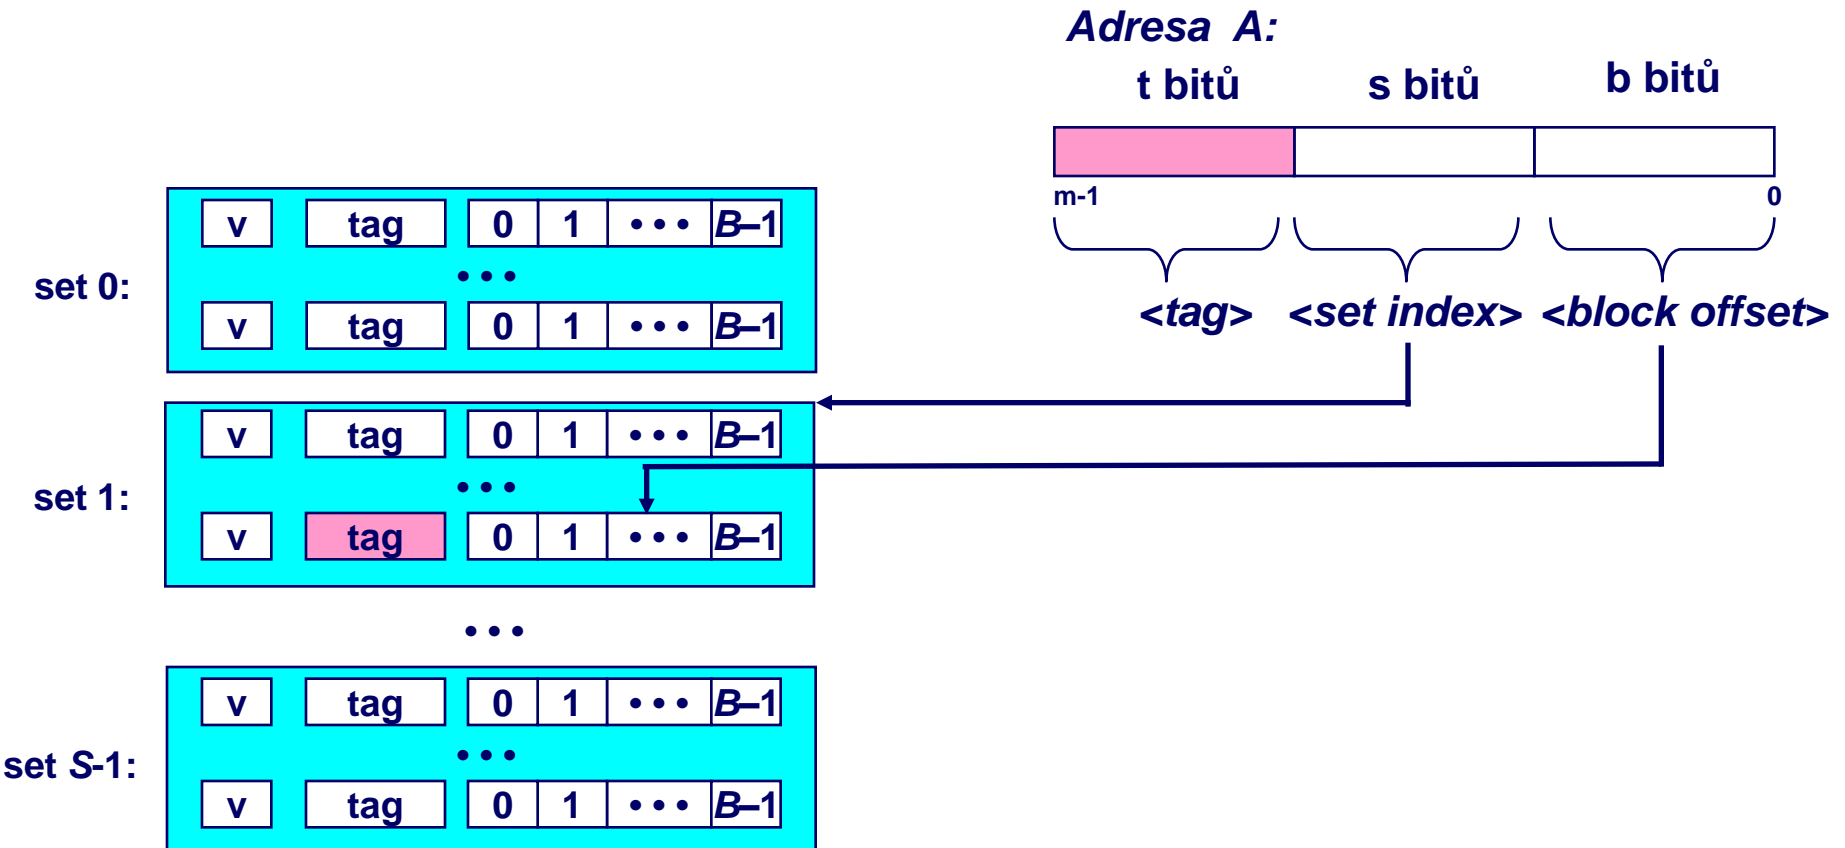 Adresa A:
t bitů s bitů b bitů
m-1 0
<tag> <set index> <block offset>
set 0:
v tag 0 1 • • • B–1
• • •
v tag 0 1 • • • B–1
set 1:
v tag 0 1 • • • B–1
• • •
v tag 0 1 • • • B–1
• • •
set S-1:
v tag 0 1 • • • B–1
• • •
v tag 0 1 • • • B–1